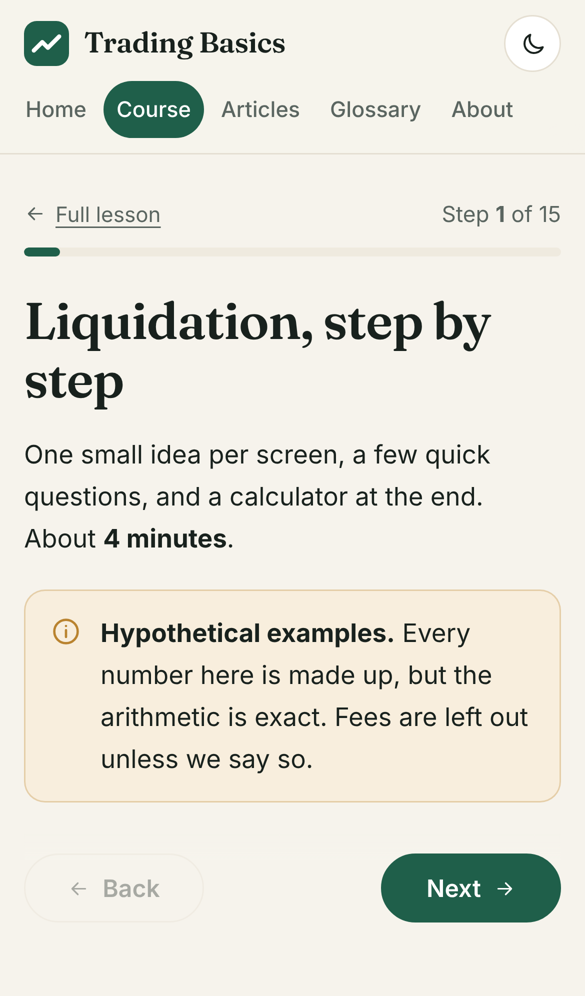 Trading Basics
Home Course Articles Glossary About
← Full lesson Step 1 of 15
Liquidation, step by
step
One small idea per screen, a few quick
questions, and a calculator at the end.
About 4 minutes.
Hypothetical examples. Every
number here is made up, but the
arithmetic is exact. Fees are left out
unless we say so.
← Back Next →